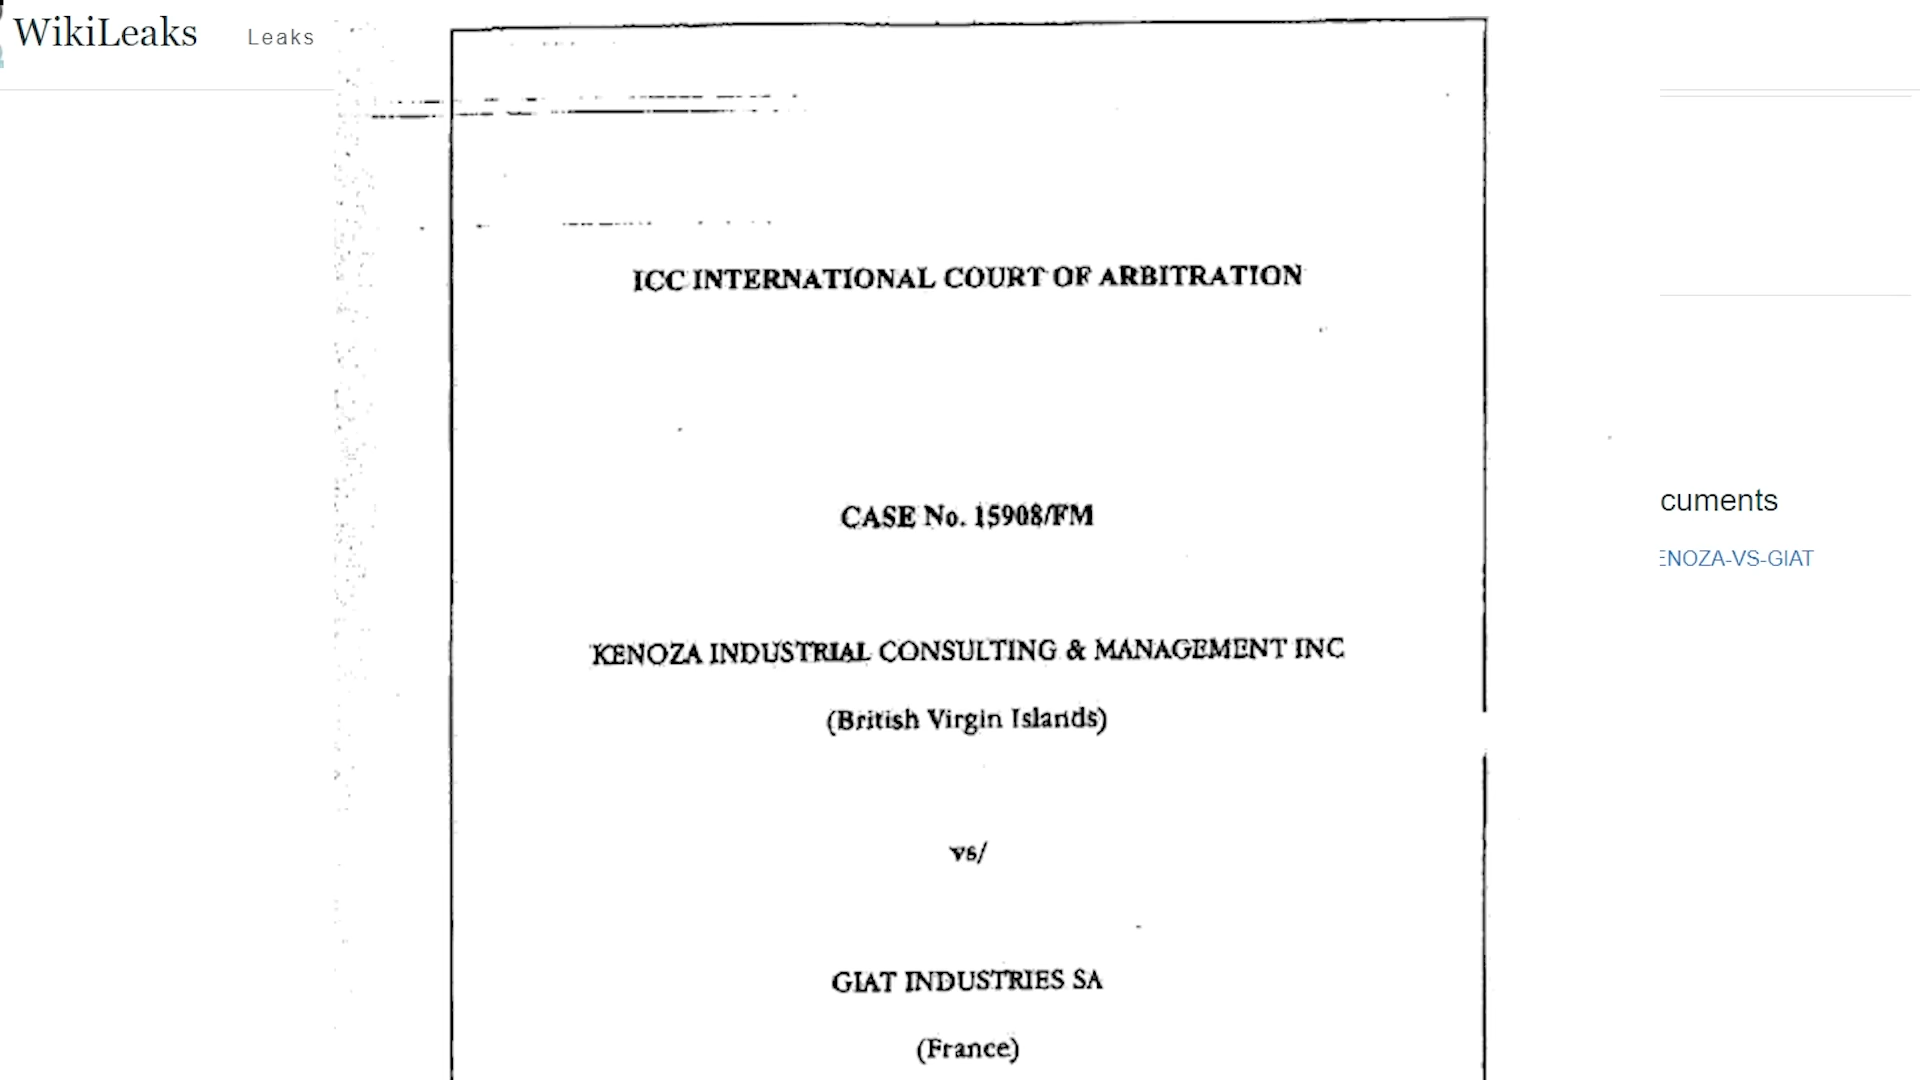 WikiLeaks Leaks
ICC INTERNATIONAL COURT OF ARBITRATION
CASE No. 15908/FM
KENOZA INDUSTRIAL CONSULTING & MANAGEMENT INC
(British Virgin Islands)
vs/
GIAT INDUSTRIES SA
(France)
cuments
ENOZA-VS-GIAT